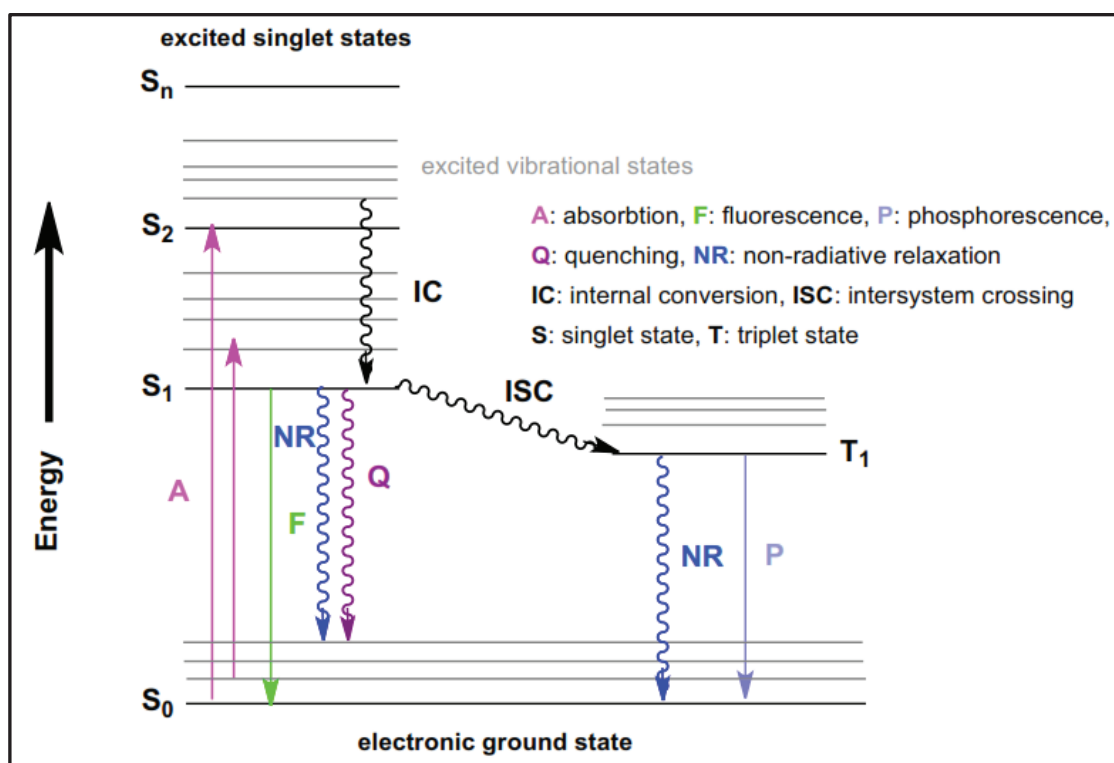 excited singlet states
Sn
excited vibrational states
A: absorbtion, F: fluorescence, P: phosphorescence,
S2
Q: quenching, NR: non-radiative relaxation
IC
IC: internal conversion, ISC: intersystem crossing
S: singlet state, T: triplet state
S1
ISC
NR
T1
Energy
A
Q
F
NR
P
S0
electronic ground state